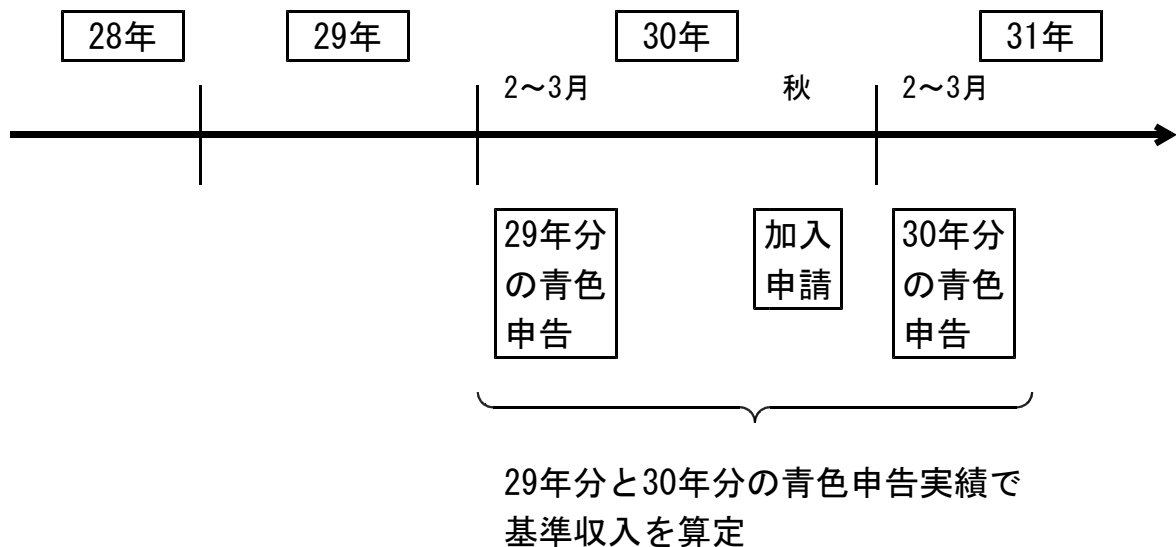 28年
29年
30年
31年
2～3月
秋
2～3月
29年分
の青色
申告
加入
申請
30年分
の青色
申告
29年分と30年分の青色申告実績で
基準収入を算定